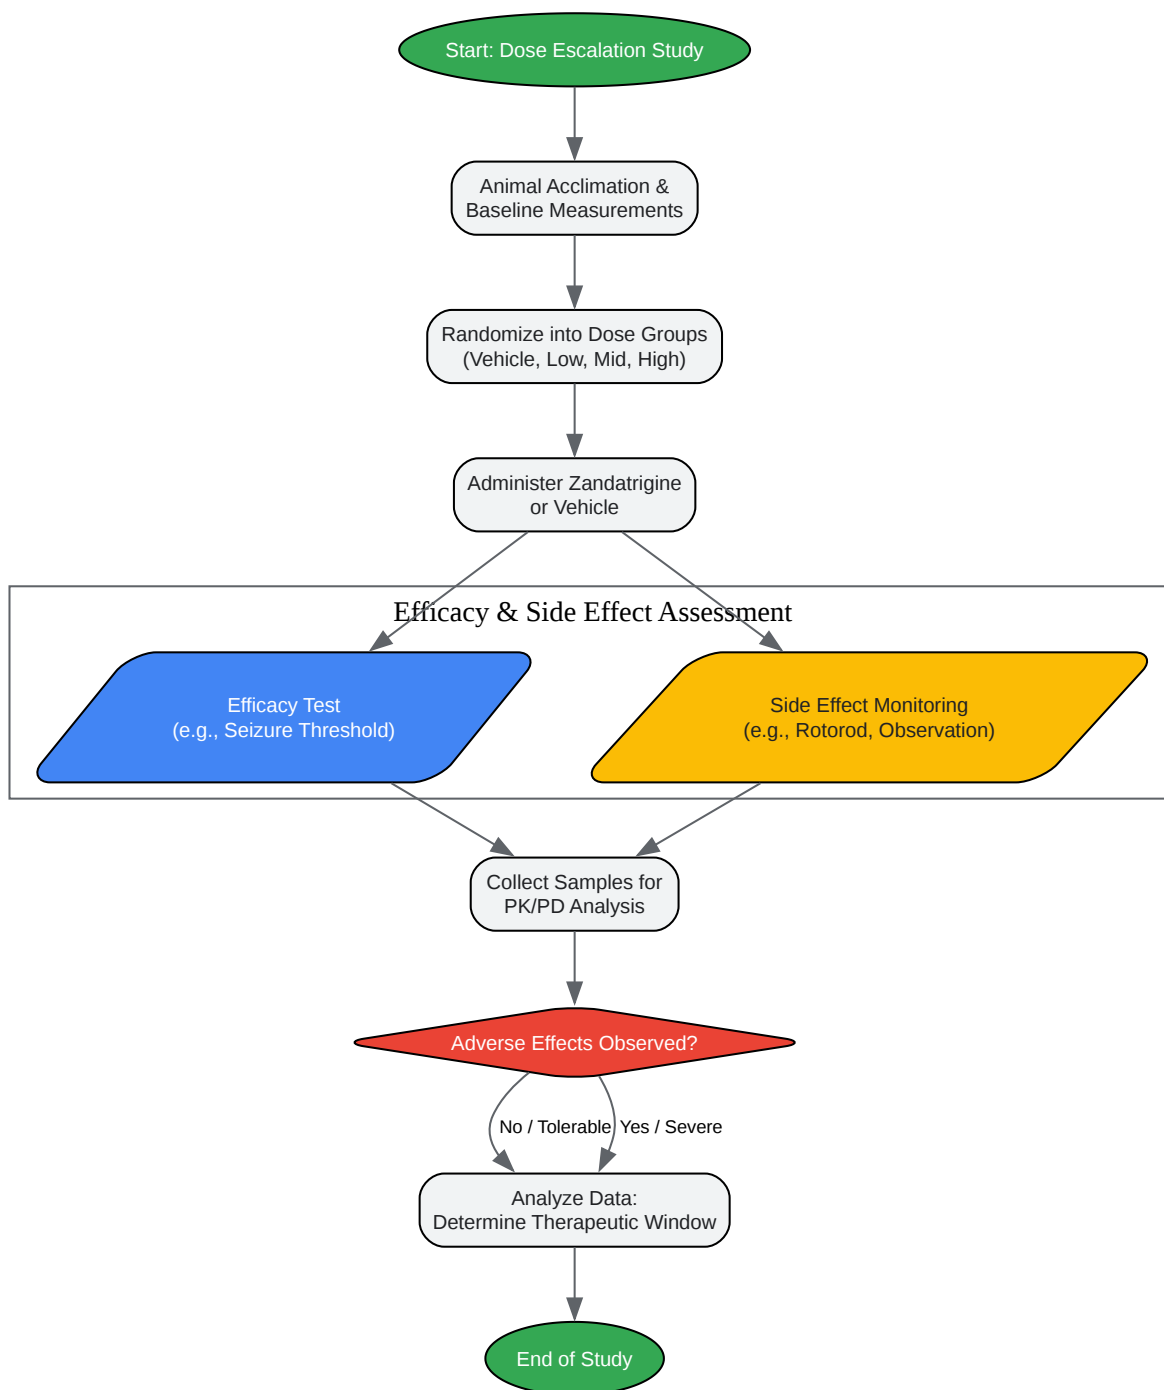 Start: Dose Escalation Study
Animal Acclimation &
Baseline Measurements
Randomize into Dose Groups
(Vehicle, Low, Mid, High)
Administer Zandatrigine
or Vehicle
Efficacy & Side Effect Assessment
Efficacy Test
(e.g., Seizure Threshold)
Side Effect Monitoring
(e.g., Rotorod, Observation)
Collect Samples for
PK/PD Analysis
Adverse Effects Observed?
No / Tolerable
Yes / Severe
Analyze Data:
Determine Therapeutic Window
End of Study